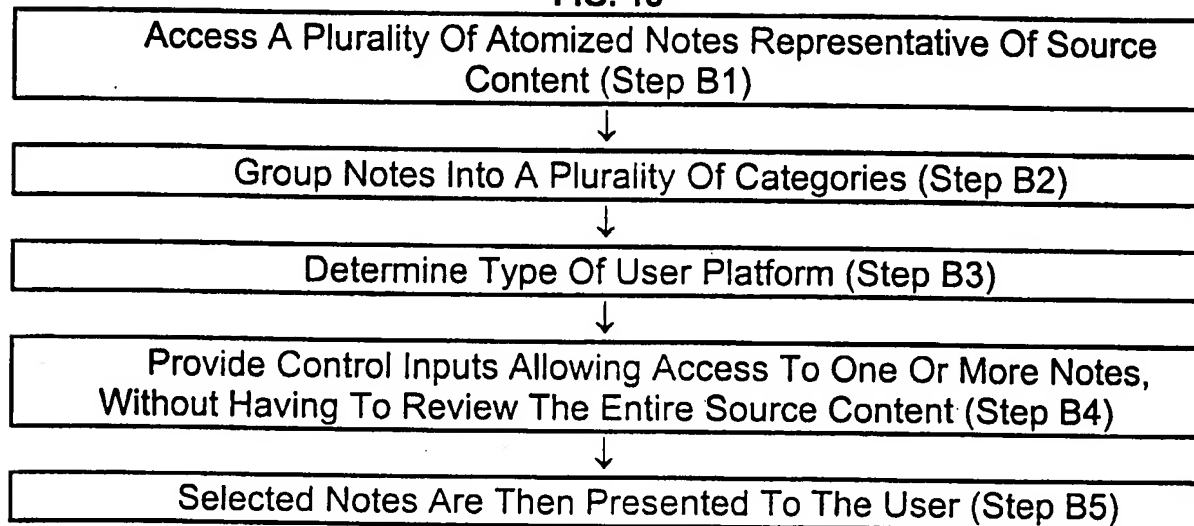 Access A Plurality Of Atomized Notes Representative Of Source
Content (Step B1)
↓
Group Notes Into A Plurality Of Categories (Step B2)
↓
Determine Type Of User Platform (Step B3)
↓
Provide Control Inputs Allowing Access To One Or More Notes,
Without Having To Review The Entire Source Content (Step B4)
↓
Selected Notes Are Then Presented To The User (Step B5)